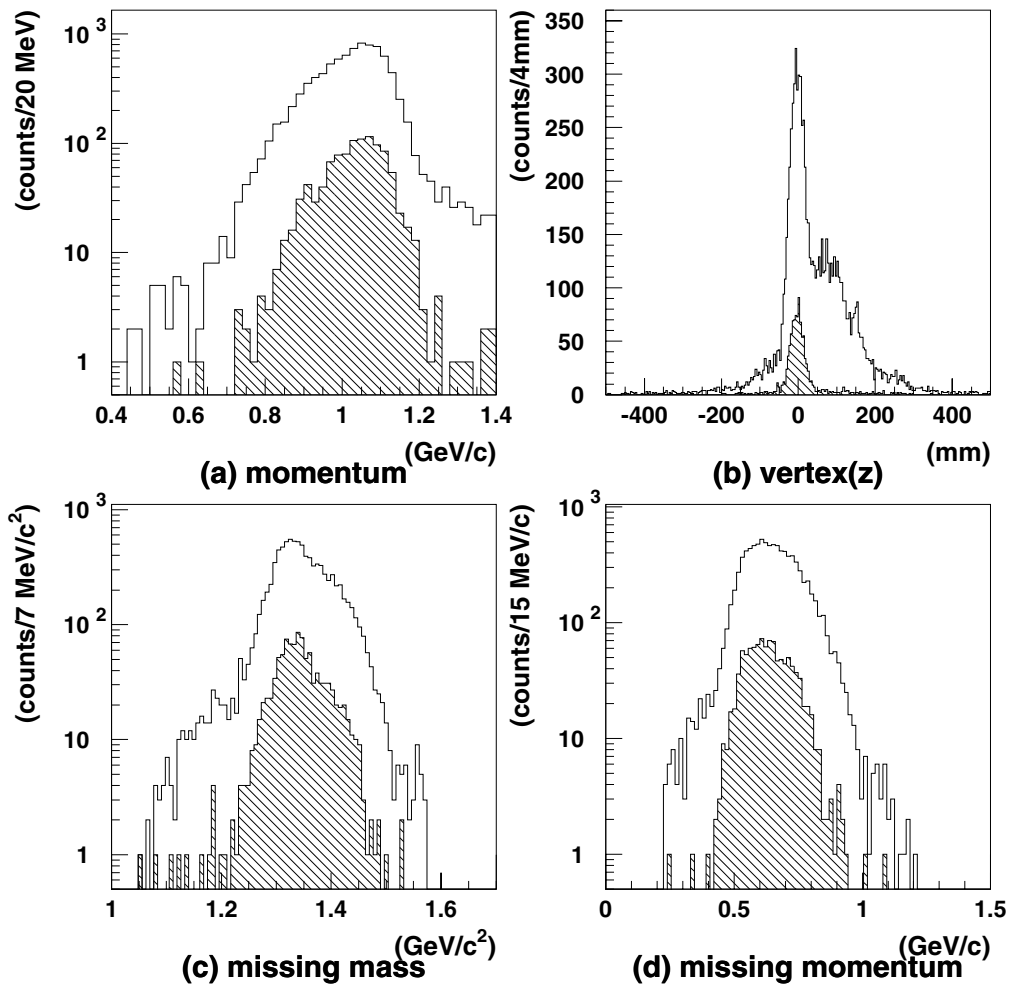 (counts/20 MeV)
10 3
10 2
10
1
0.4 0.6 0.8 1 1.2 1.4
(GeV/c)
(a) momentum
(counts/4mm)
350
300
250
200
150
100
50
0
-400 -200 0 200 400
(mm)
(b) vertex(z)
(counts/7 MeV/c2)
10 3
10 2
10
1
1 1.2 1.4 1.6
(GeV/c2)
(c) missing mass
(counts/15 MeV/c)
10 3
10 2
10
1
0 0.5 1 1.5
(GeV/c)
(d) missing momentum